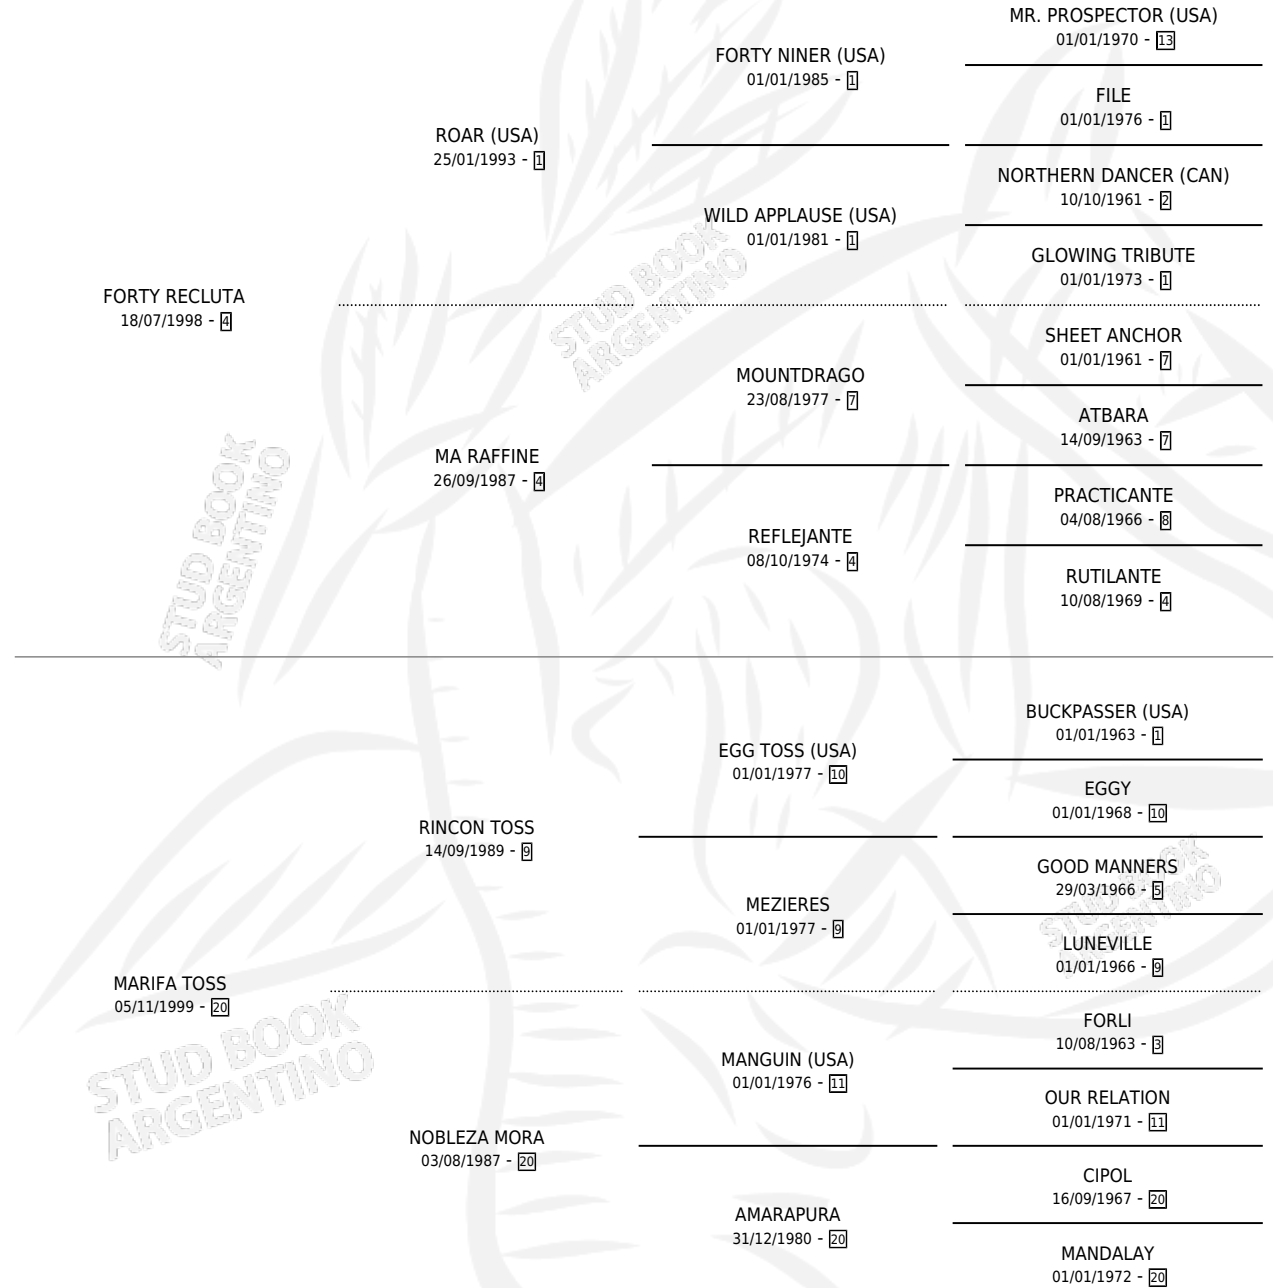 MR. PROSPECTOR (USA)
01/01/1970 - 13
FORTY NINER (USA)
01/01/1985 - 1
FILE
01/01/1976 - 1
ROAR (USA)
25/01/1993 - 1
NORTHERN DANCER (CAN)
10/10/1961 - 2
WILD APPLAUSE (USA)
01/01/1981 - 1
GLOWING TRIBUTE
01/01/1973 - 1
FORTY RECLUTA
18/07/1998 - 4
STUD BOOK
ARGENTINO
SHEET ANCHOR
01/01/1961 - 7
MOUNTDRAGO
23/08/1977 - 7
ATBARA
14/09/1963 - 7
MA RAFFINE
26/09/1987 - 4
PRACTICANTE
04/08/1966 - 8
REFLEJANTE
08/10/1974 - 4
RUTILANTE
10/08/1969 - 4
STUD BOOK
ARGENTINO
BUCKPASSER (USA)
01/01/1963 - 1
EGG TOSS (USA)
01/01/1977 - 10
EGGY
01/01/1968 - 10
RINCON TOSS
14/09/1989 - 9
GOOD MANNERS
29/03/1966 - 5
MEZIERES
01/01/1977 - 9
STUD BOOK
ARGENTINO
LUNEVILLE
01/01/1966 - 9
MARIFA TOSS
05/11/1999 - 20
FORLI
10/08/1963 - 3
MANGUIN (USA)
01/01/1976 - 11
STUD BOOK
ARGENTINO
OUR RELATION
01/01/1971 - 11
NOBLEZA MORA
03/08/1987 - 20
CIPOL
16/09/1967 - 20
AMARAPURA
31/12/1980 - 20
MANDALAY
01/01/1972 - 20